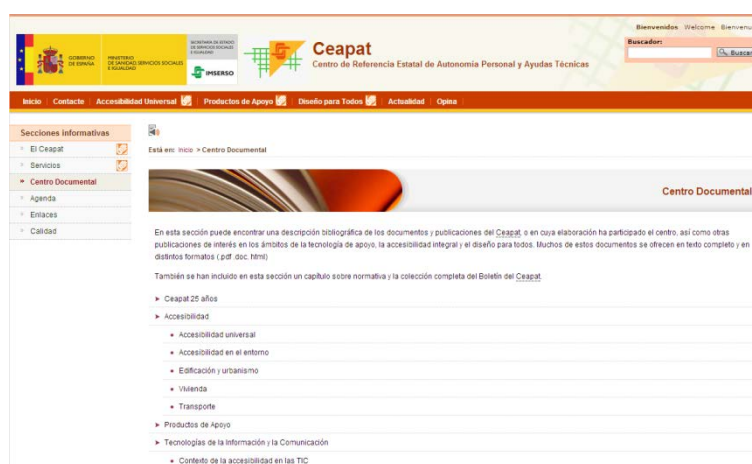 Bienvenidos Welcome Bienvenu
GOBIERNO
DE ESPAÑA
MINISTERIO
DE SANIDAD, SERVICIOS SOCIALES
E IGUALDAD
SECRETARÍA DE ESTADO
DE SERVICIOS SOCIALES
E IGUALDAD
IMSERSO
Ceapat
Centro de Referencia Estatal de Autonomía Personal y Ayudas Técnicas
Buscador:
Buscar
Inicio Contacto Accesibilidad Universal Productos de Apoyo Diseño para Todos Actualidad Opina
Secciones informativas
El Ceapat
Servicios
Centro Documental
Agenda
Enlaces
Calidad
Está en: Inicio > Centro Documental
Centro Documental
En esta sección puede encontrar una descripción bibliográfica de los documentos y publicaciones del Ceapat, o en cuya elaboración ha participado el centro, así como otras
publicaciones de interés en los ámbitos de la tecnología de apoyo, la accesibilidad integral y el diseño para todos. Muchos de estos documentos se ofrecen en texto completo y en
distintos formatos (.pdf .doc. html)
También se han incluido en esta sección un capítulo sobre normativa y la colección completa del Boletín del Ceapat.
Ceapat 25 años
Accesibilidad
Accesibilidad universal
Accesibilidad en el entorno
Edificación y urbanismo
Vivienda
Transporte
Productos de Apoyo
Tecnologías de la Información y la Comunicación
Contexto de la accesibilidad en las TIC